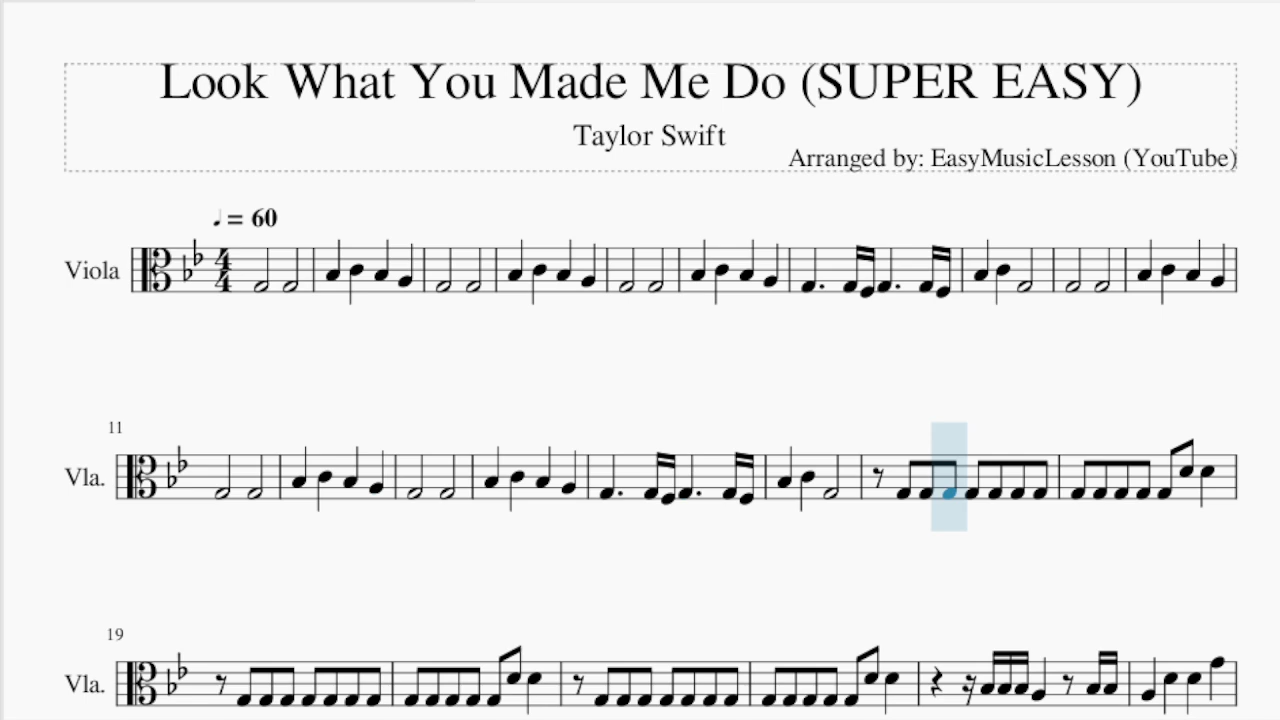 Look What You Made Me Do (SUPER EASY)
Taylor Swift
Arranged by: EasyMusicLesson (YouTube)
♩ = 60
Viola
4
4
11
Vla.
19
Vla.